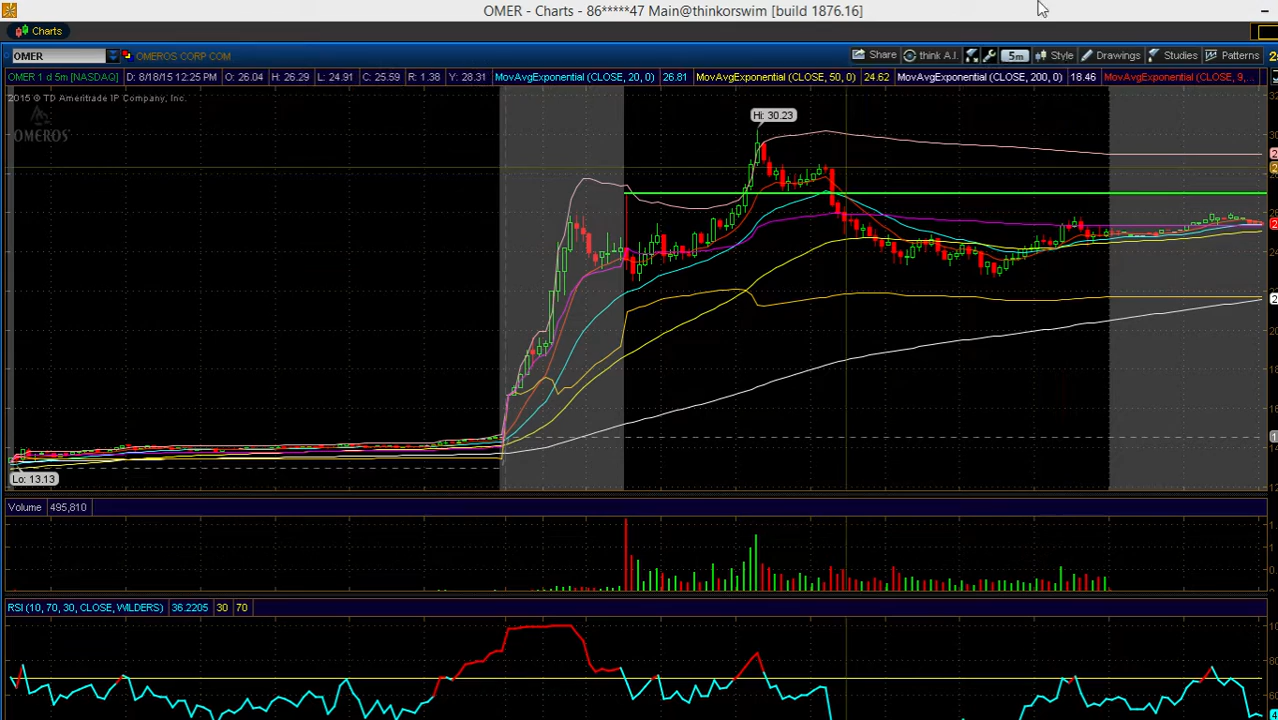 OMER - Charts - 86*****47 Main@thinkorswim [build 1876.16]
Charts
OMER OMEROS CORP COM Share think A.I. 5m Style Drawings Studies Patterns
OMER 1 d 5m [NASDAQ] D: 8/18/15 12:25 PM O: 26.04 H: 26.29 L: 24.91 C: 25.59 R: 1.38 Y: 28.31 MovAvgExponential (CLOSE, 20, 0) 26.81 MovAvgExponential (CLOSE, 50, 0) 24.62 MovAvgExponential (CLOSE, 200, 0) 18.46 MovAvgExponential (CLOSE, 9,...
2015 © TD Ameritrade IP Company, Inc.
OMEROS
Hi: 30.23
Lo: 13.13
Volume 495,810
RSI (10, 70, 30, CLOSE, WILDERS) 36.2205 30 70